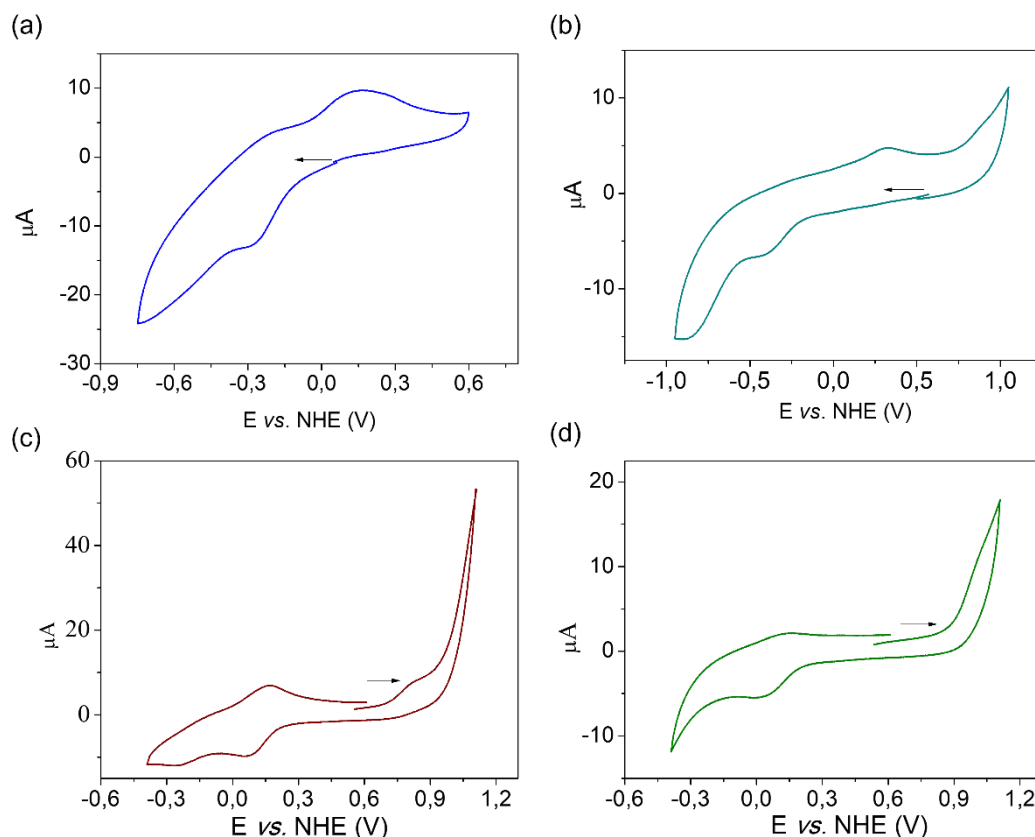 (a)
10
0
-10
-20
-30
μA
-0,9 -0,6 -0,3 0,0 0,3 0,6
E vs. NHE (V)
(b)
10
0
-10
μA
-1,0 -0,5 0,0 0,5 1,0
E vs. NHE (V)
(c)
60
40
20
0
μA
-0,6 -0,3 0,0 0,3 0,6 0,9 1,2
E vs. NHE (V)
(d)
20
10
0
-10
μA
-0,6 -0,3 0,0 0,3 0,6 0,9 1,2
E vs. NHE (V)